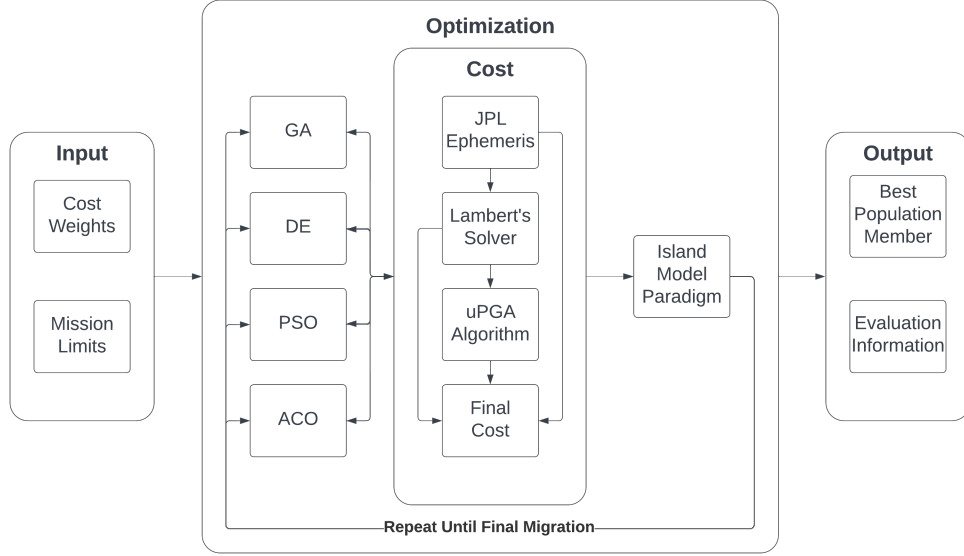 Optimization
Input
Cost
Weights
Mission
Limits
GA
DE
PSO
ACO
Cost
JPL
Ephemeris
Lambert's
Solver
uPGA
Algorithm
Final
Cost
Island
Model
Paradigm
Repeat Until Final Migration
Output
Best
Population
Member
Evaluation
Information